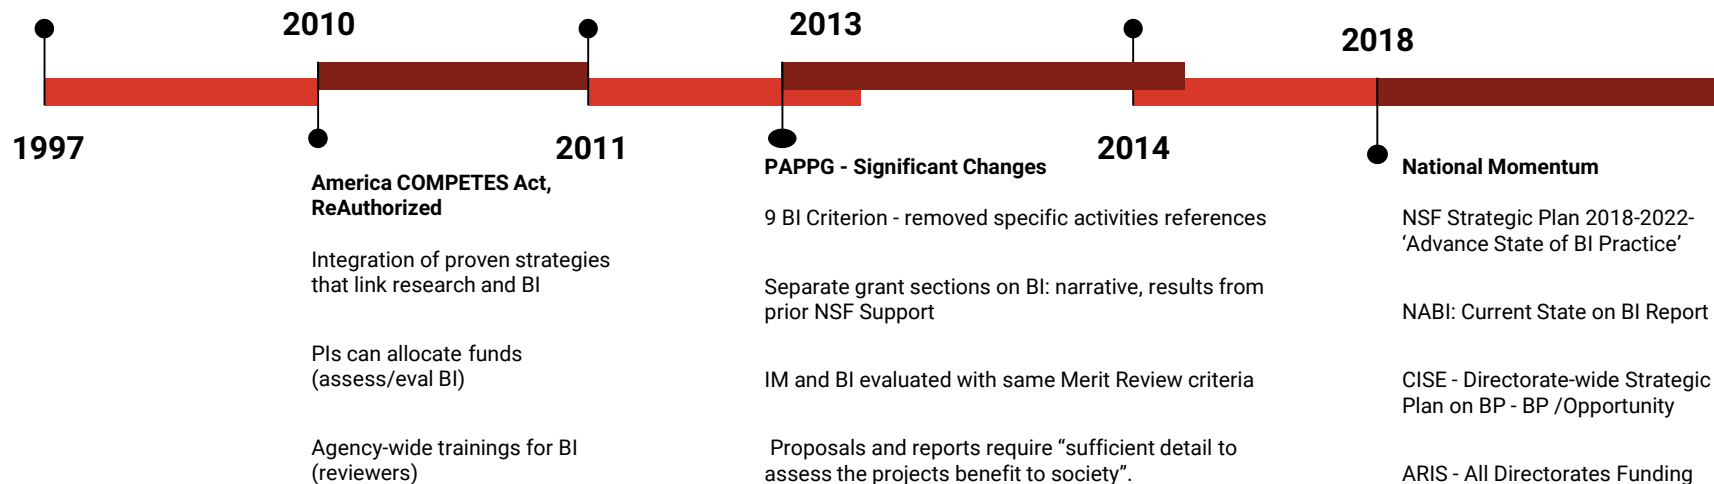 2010
2013
2018
1997
2011
2014
America COMPETES Act,
ReAuthorized
Integration of proven strategies
that link research and BI
PIs can allocate funds
(assess/eval BI)
Agency-wide trainings for BI
(reviewers)
PAPPG - Significant Changes
9 BI Criterion - removed specific activities references
Separate grant sections on BI: narrative, results from
prior NSF Support
IM and BI evaluated with same Merit Review criteria
Proposals and reports require “sufficient detail to
assess the projects benefit to society”.
National Momentum
NSF Strategic Plan 2018-2022-
‘Advance State of BI Practice’
NABI: Current State on BI Report
CISE - Directorate-wide Strategic
Plan on BP - BP /Opportunity
ARIS - All Directorates Funding